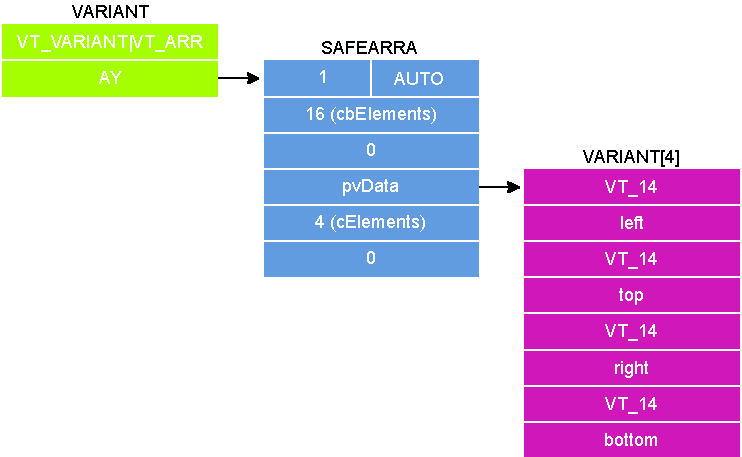 VARIANT
VT_VARIANT|VT_ARR
AY
SAFEARRA
1 AUTO
16 (cbElements)
0
pvData
4 (cElements)
0
VARIANT[4]
VT_14
left
VT_14
top
VT_14
right
VT_14
bottom